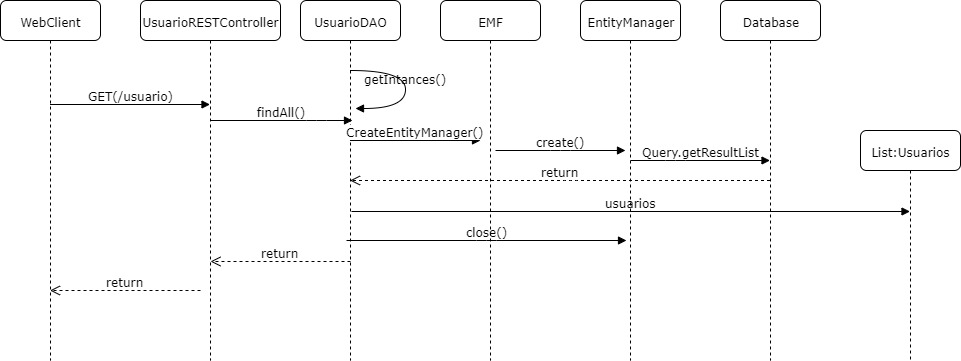 WebClient
UsuarioRESTController
UsuarioDAO
EMF
EntityManager
Database
getIntances()
GET(/usuario)
findAll()
CreateEntityManager()
create()
Query.getResultList
List:Usuarios
return
usuarios
close()
return
return